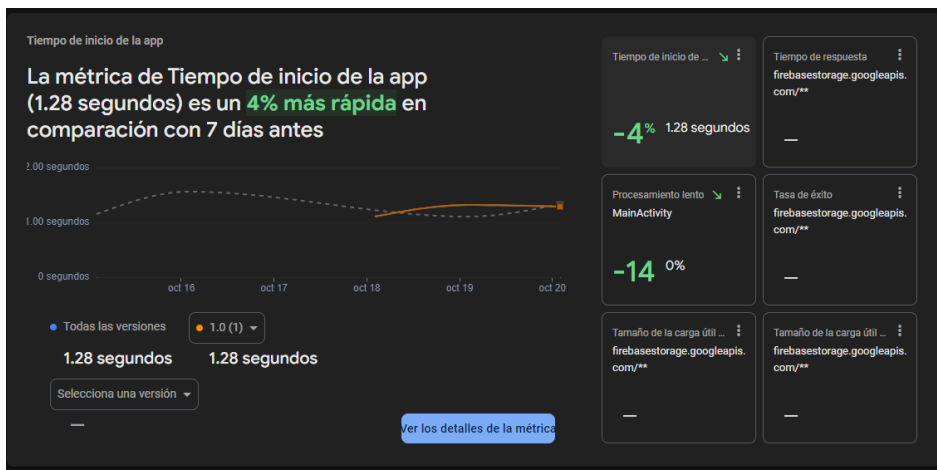 Tiempo de inicio de la app
La métrica de Tiempo de inicio de la app
(1.28 segundos) es un 4% más rápida en
comparación con 7 días antes
2.00 segundos
1.00 segundos
0 segundos
oct 16
oct 17
oct 18
oct 19
oct 20
Todas las versiones
1.0 (1)
1.28 segundos
1.28 segundos
Selecciona una versión
—
Ver los detalles de la métrica
Tiempo de inicio de ...
-4% 1.28 segundos
Tiempo de respuesta
firebasestorage.googleapis.
com/**
—
Procesamiento lento
MainActivity
-14 0%
Tasa de éxito
firebasestorage.googleapis.
com/**
—
Tamaño de la carga útil ...
firebasestorage.googleapis.
com/**
—
Tamaño de la carga útil ...
firebasestorage.googleapis.
com/**
—